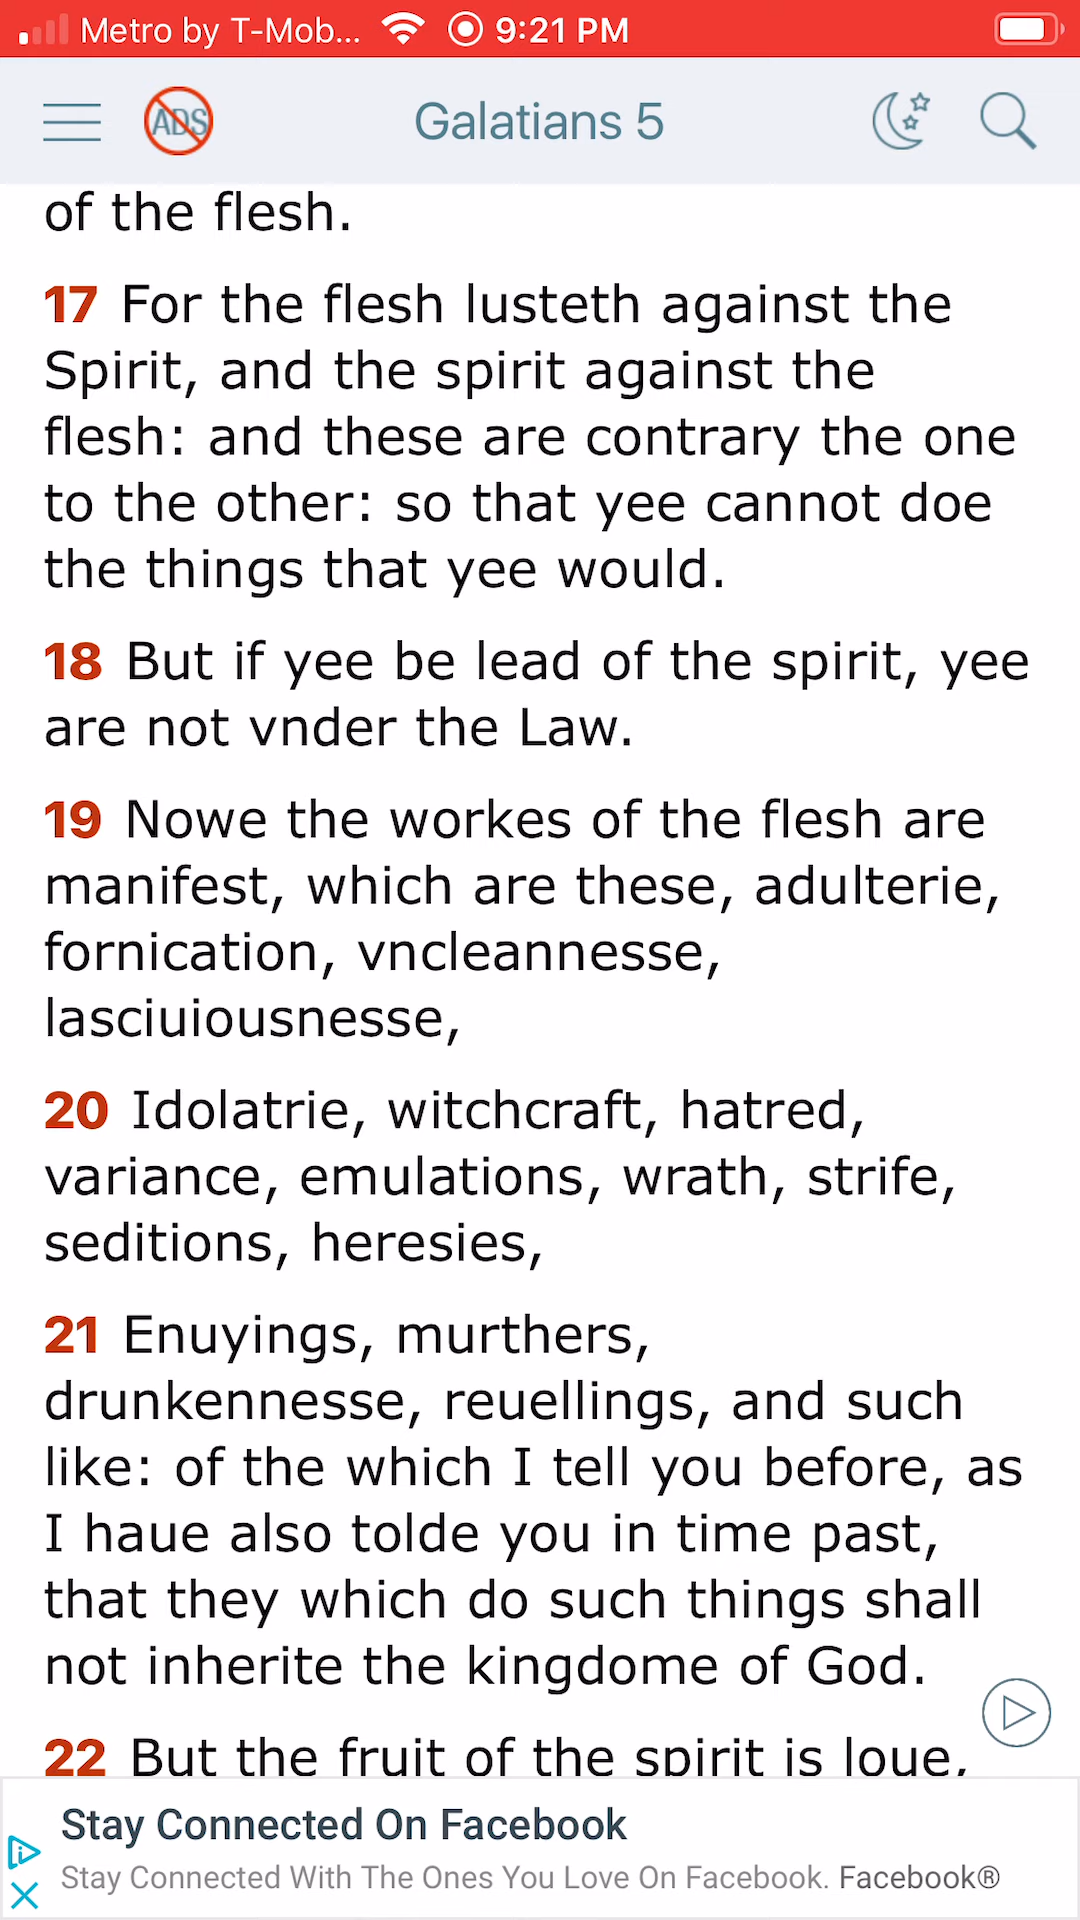 Metro by T-Mob... 9:21 PM
ADS Galatians 5
of the flesh.
17 For the flesh lusteth against the
Spirit, and the spirit against the
flesh: and these are contrary the one
to the other: so that yee cannot doe
the things that yee would.
18 But if yee be lead of the spirit, yee
are not vnder the Law.
19 Nowe the workes of the flesh are
manifest, which are these, adulterie,
fornication, vncleannesse,
lasciuiousnesse,
20 Idolatrie, witchcraft, hatred,
variance, emulations, wrath, strife,
seditions, heresies,
21 Enuyings, murthers,
drunkennesse, reuellings, and such
like: of the which I tell you before, as
I haue also tolde you in time past,
that they which do such things shall
not inherite the kingdome of God.
22 But the fruit of the spirit is loue,
Stay Connected On Facebook
Stay Connected With The Ones You Love On Facebook. Facebook®